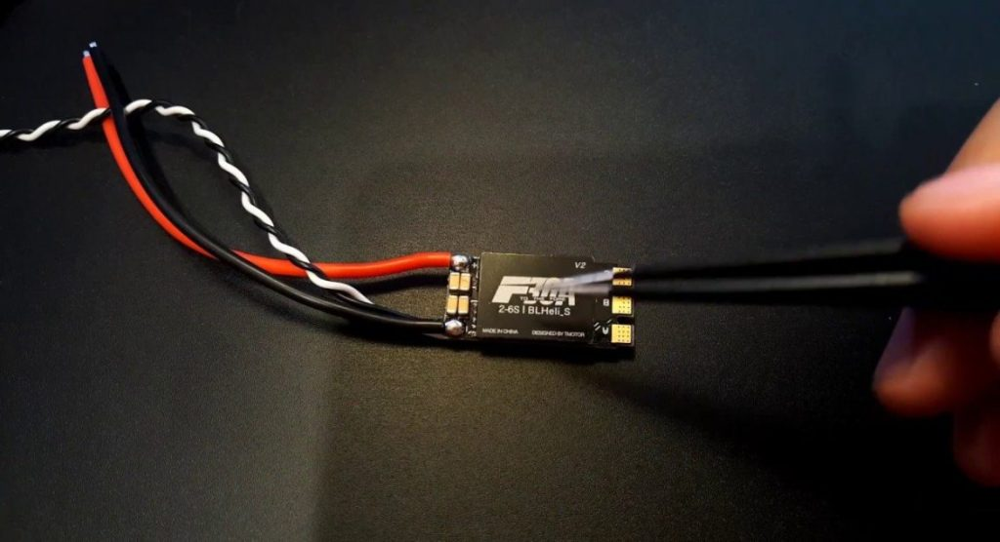 V2
F30A
2-6S | BLHeli_S
MADE IN CHINA DESIGNED BY TMOTOR
B